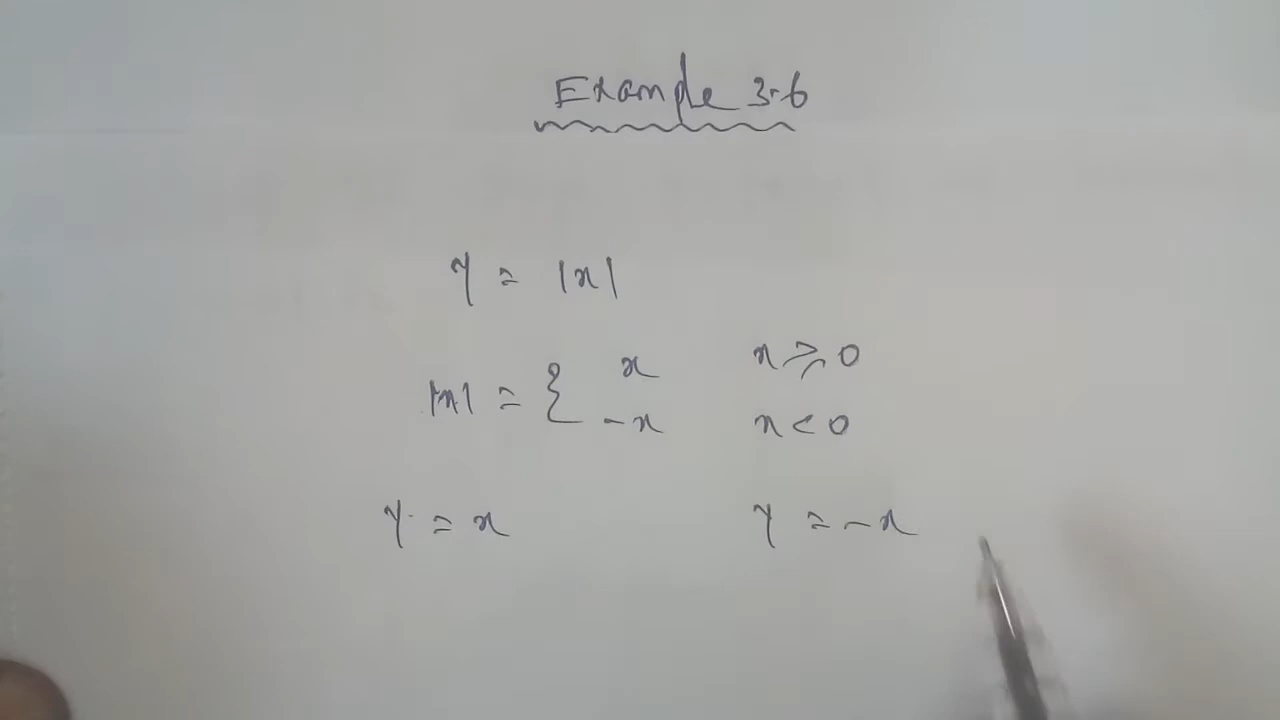 Example 3.6
y = |x|
|x| = { x x ≥ 0
-x x < 0
y = x y = -x